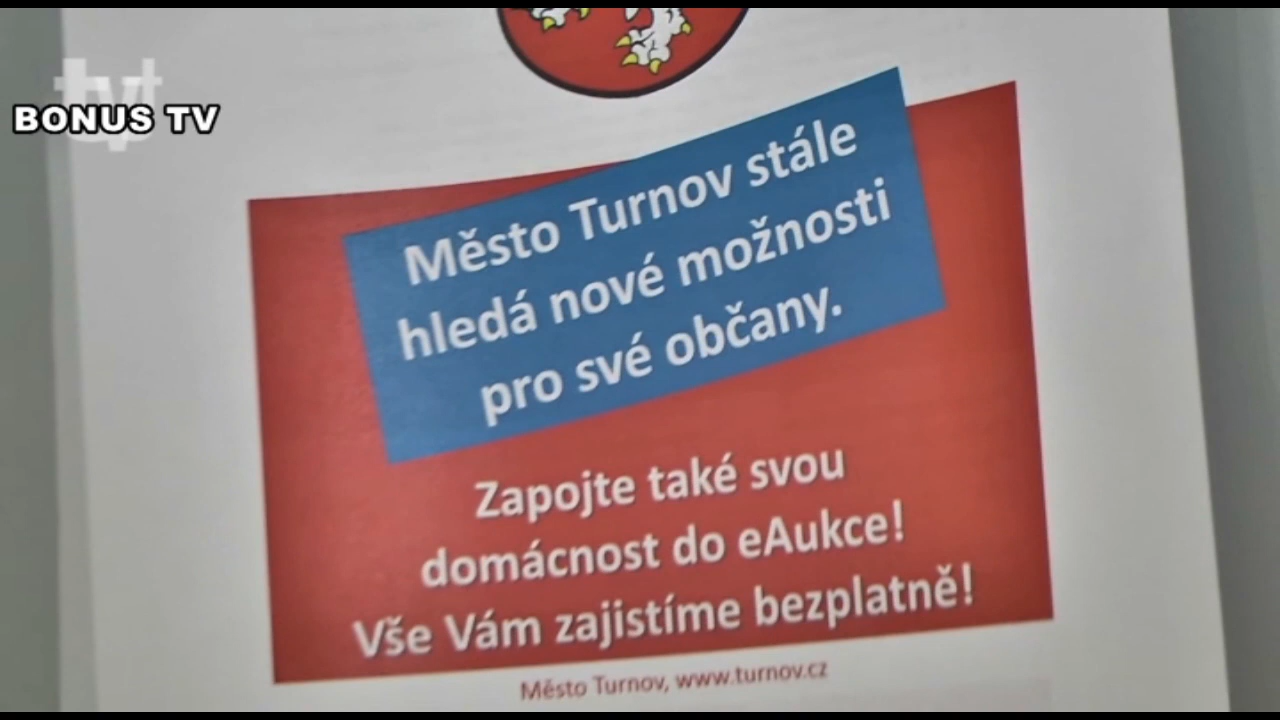 tvt
BONUS TV
Město Turnov stále
hledá nové možnosti
pro své občany.
Zapojte také svou
domácnost do eAukce!
Vše Vám zajistíme bezplatně!
Město Turnov, www.turnov.cz